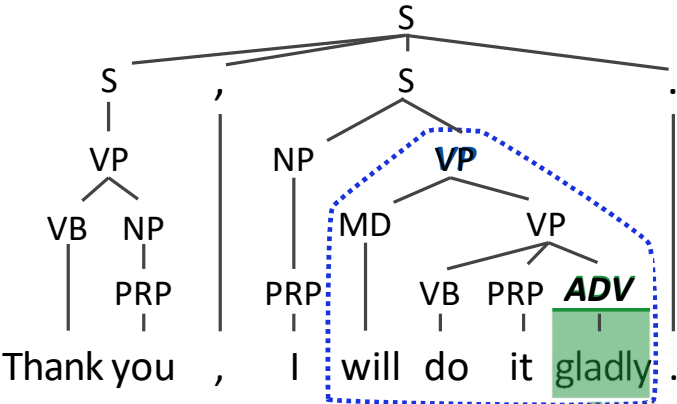 S
S , S .
VP NP VP
VB NP MD VP
PRP PRP VB PRP ADV
Thank you , I will do it gladly .